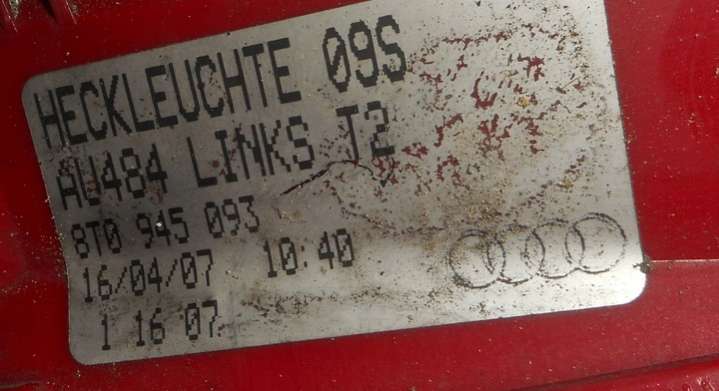 HECKLEUCHTE 09S
AU484 LINKS T2
8T0 945 093
16/04/07 10:40
1 16 07